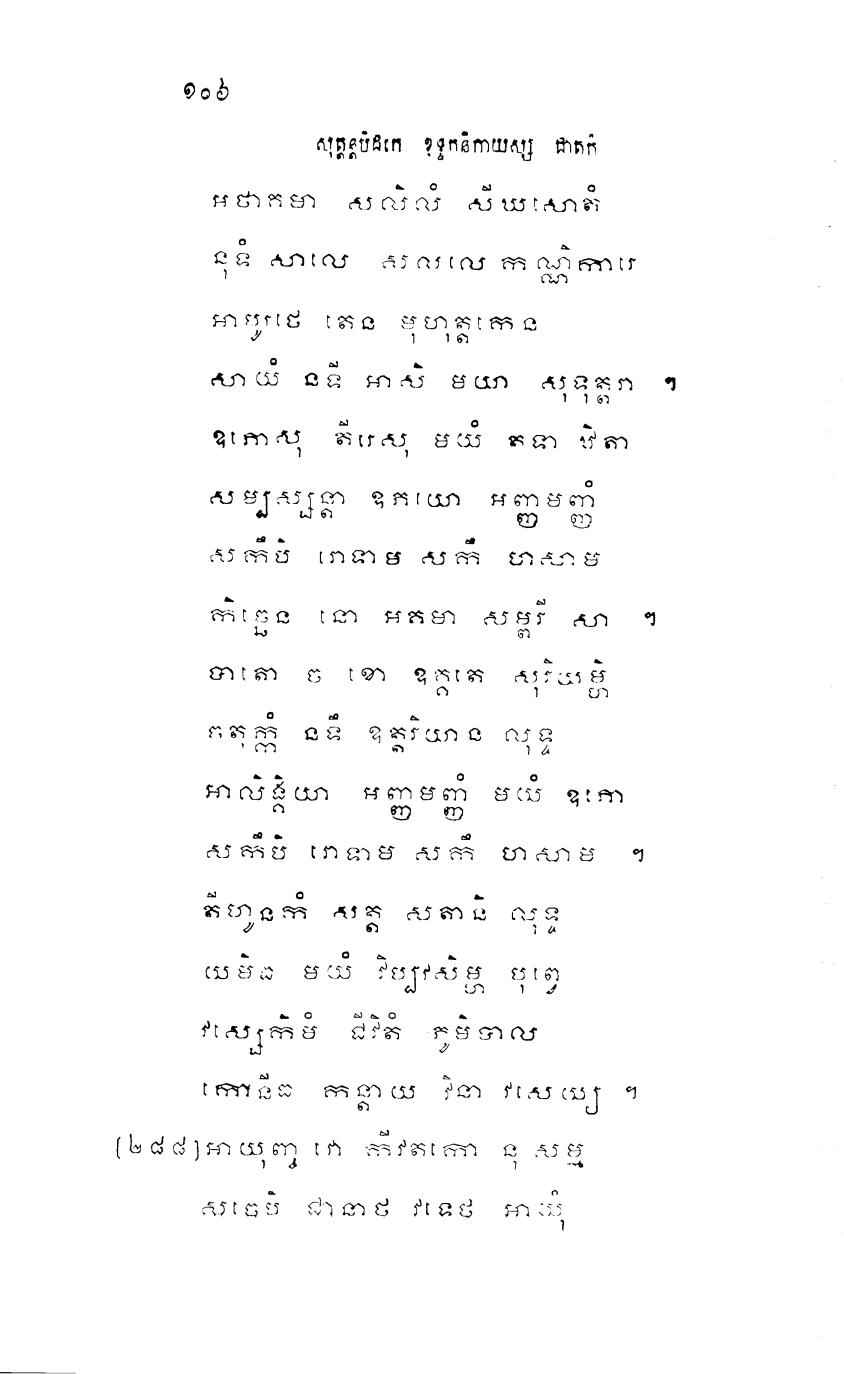 ១០៦
សុត្តន្តបិដកេ ខុទ្ទកនិកាយស្ស ជាតកំ
អថាគមា សលិលំ សីឃសោតំ
នុទំ សាលេ សលលេ កណ្ណិការេ
អាបូរថេ តេន មុហុត្តកេន
សាយំ នទី អាសិ មយា សុទុត្តរា ។
ឧភោសុ តីរេសុ មយំ តទា ឋិតា
សម្បស្សន្តា ឧភយោ អញ្ញមញ្ញំ
សកឹបិ រោទាម សកឹ ហសាម
កិច្ឆេន នោ អគមា សម្ពរី សា ។
បាតោ ច ខោ ឧគ្គតេ សុរិយម្ហិ
ចតុក្កំ នទឹ ឧត្តរិយាន លុទ្ទ
អាលិង្គិយា អញ្ញមញ្ញំ មយំ ឧភោ
សកឹបិ រោទាម សកឹ ហសាម ។
តីហូនកំ សត្ត សតានិ លុទ្ទ
យមិធ មយំ វិប្បវសិម្ហ បុព្វេ
វស្សេកិមំ ជីវិតំ ភូមិបាល
កោនីធ កន្តាយ វិនា វសេយ្យ ។
(២៨៨) អាយុញ្ច វោ កីវតកោ នុ សម្ម
សចេបិ ជានាថ វទេថ អាយុំ